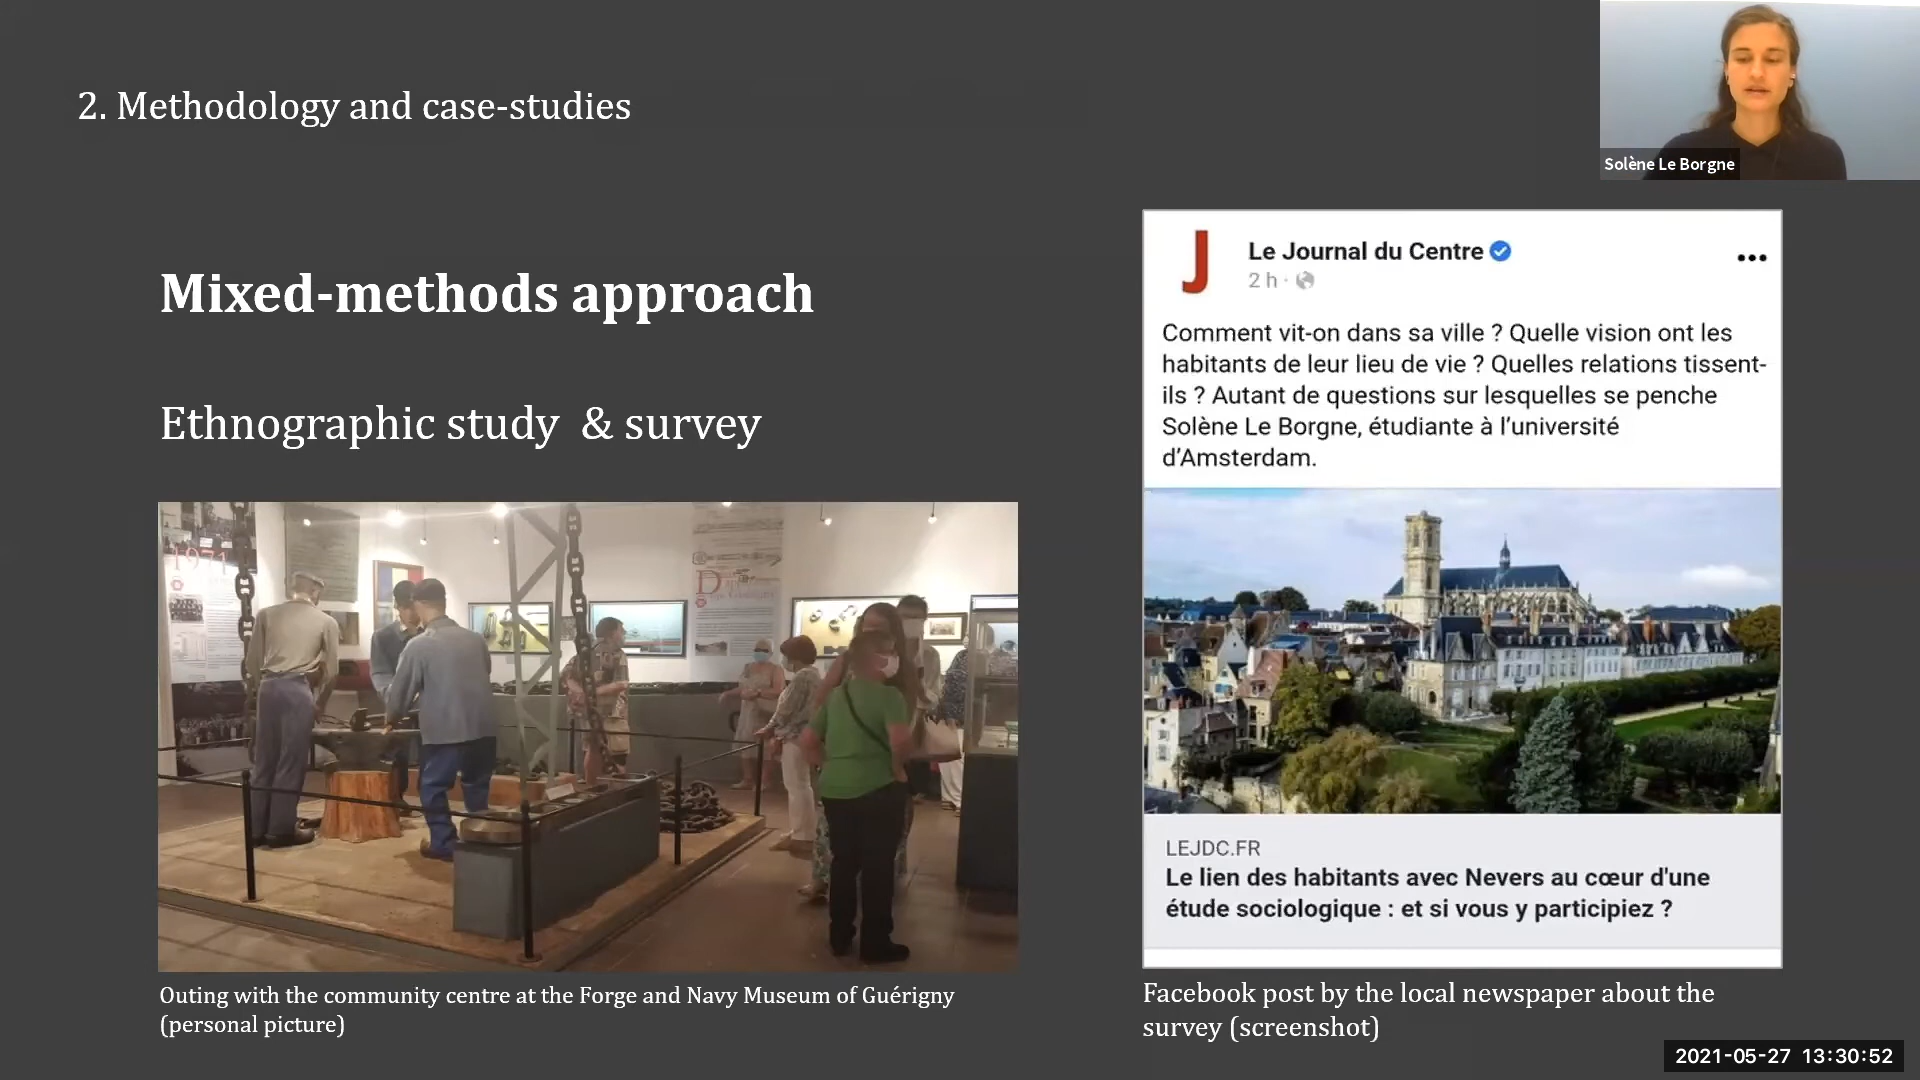 2. Methodology and case-studies
Solène Le Borgne
Mixed-methods approach
Ethnographic study & survey
1971
Outing with the community centre at the Forge and Navy Museum of Guérigny
(personal picture)
J
Le Journal du Centre
2 h ·
Comment vit-on dans sa ville ? Quelle vision ont les
habitants de leur lieu de vie ? Quelles relations tissent-
ils ? Autant de questions sur lesquelles se penche
Solène Le Borgne, étudiante à l’université
d’Amsterdam.
LEJDC.FR
Le lien des habitants avec Nevers au cœur d'une
étude sociologique : et si vous y participiez ?
Facebook post by the local newspaper about the
survey (screenshot)
2021-05-27 13:30:52